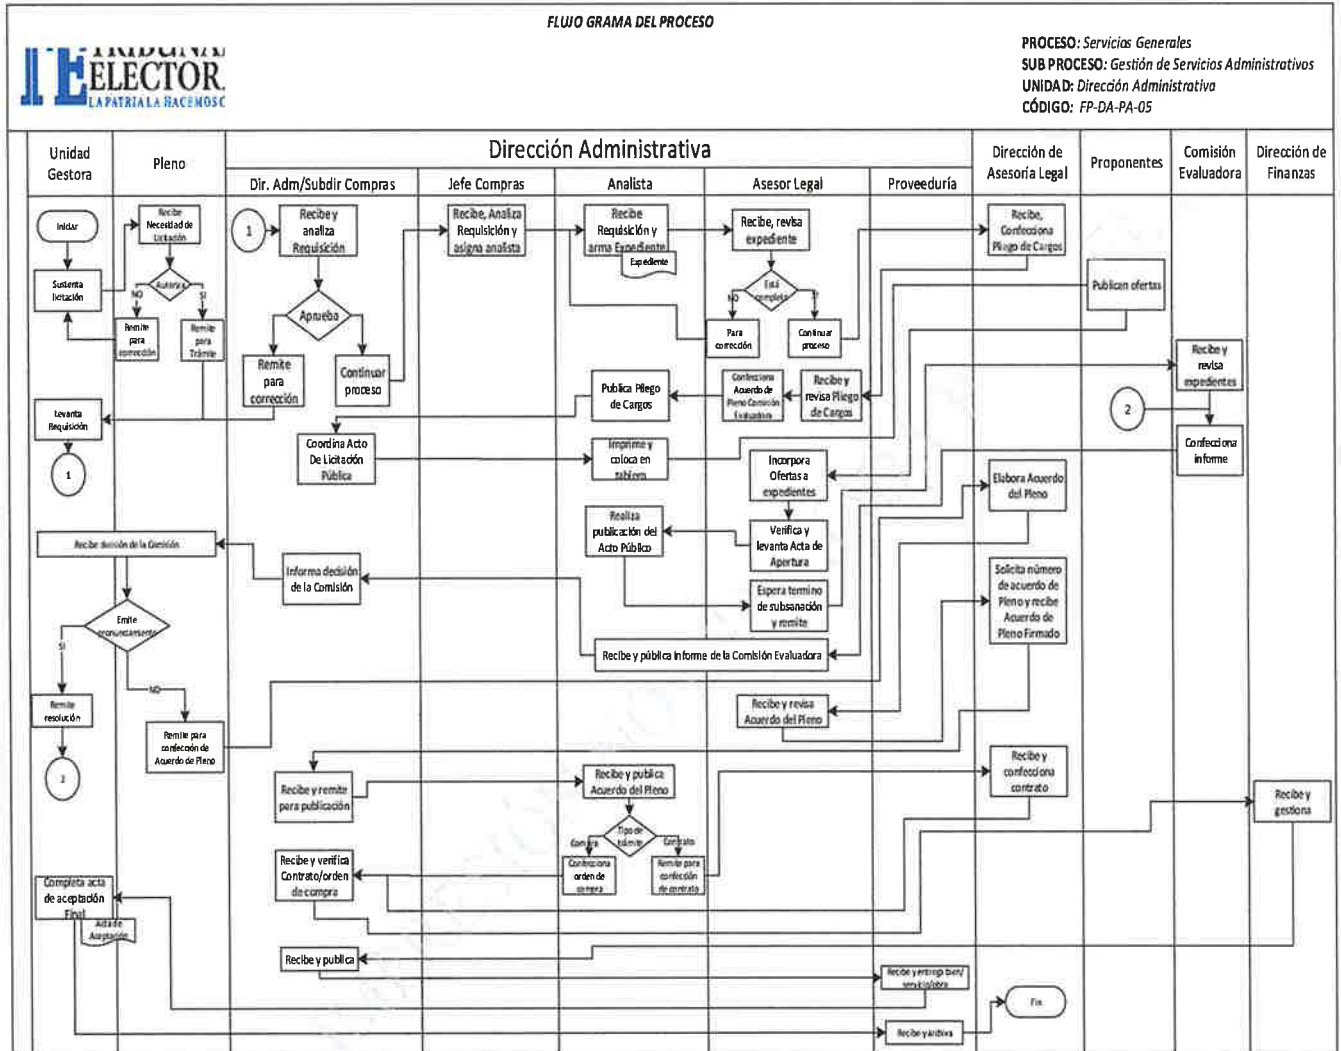 FLUJO GRAMA DEL PROCESO
TRIBUNAL
ELECTOR
LA PATRIA LA HACEMOS
PROCESO: Servicios Generales
SUB PROCESO: Gestión de Servicios Administrativos
UNIDAD: Dirección Administrativa
CÓDIGO: FP-DA-PA-05
Unidad
Gestora
Pleno
Dirección Administrativa
Dir. Adm/Subdir Compras
Jefe Compras
Analista
Asesor Legal
Proveeduría
Dirección de
Asesoría Legal
Proponentes
Comisión
Evaluadora
Dirección de
Finanzas
Iniciar
Sustenta
licitación
Recibe
Necesidad de
Licitación
Autoriza
NO
SI
Remite
para
corrección
Remite
para
Trámite
Levanta
Requisición
1
1
Recibe y
analiza
Requisición
Aprueba
Remite
para
corrección
Continuar
proceso
Recibe, Analiza
Requisición y
asigna analista
Recibe
Requisición y
arma Expediente
Expediente
Recibe, revisa
expediente
Está
completo
NO
SI
Para
corrección
Continuar
proceso
Recibe,
Confecciona
Pliego de Cargos
Publican ofertas
Recibe y
revisa
expedientes
2
Confecciona
informe
Publica Pliego
de Cargos
Confecciona
Acuerdo de
Pleno Comisión
Evaluadora
Recibe y
revisa Pliego
de Cargos
Coordina Acto
De Licitación
Pública
Imprime y
coloca en
tablero
Incorpora
Ofertas a
expedientes
Elabora Acuerdo
del Pleno
Realiza
publicación del
Acto Público
Verifica y
levanta Acta de
Apertura
Recibe decisión de la Comisión
Informa decisión
de la Comisión
Espera termino
de subsanación
y remite
Solicita número
de acuerdo de
Pleno y recibe
Acuerdo de
Pleno Firmado
Emite
pronunciamiento
SI
NO
Recibe y pública informe de la Comisión Evaluadora
Remite
resolución
2
Remite para
confección de
Acuerdo de Pleno
Recibe y revisa
Acuerdo del Pleno
Recibe y remite
para publicación
Recibe y publica
Acuerdo del Pleno
Recibe y
confecciona
contrato
Recibe y
gestiona
Tipo de
trámite
Compra
Contrato
Confecciona
orden de
compra
Remite para
confección
de contrato
Recibe y verifica
Contrato/orden
de compra
Completa acta
de aceptación
Final
Acta de
Aceptación
Recibe y publica
Recibe y entrega bien/
servicio/obra
Fin
Recibe y archiva